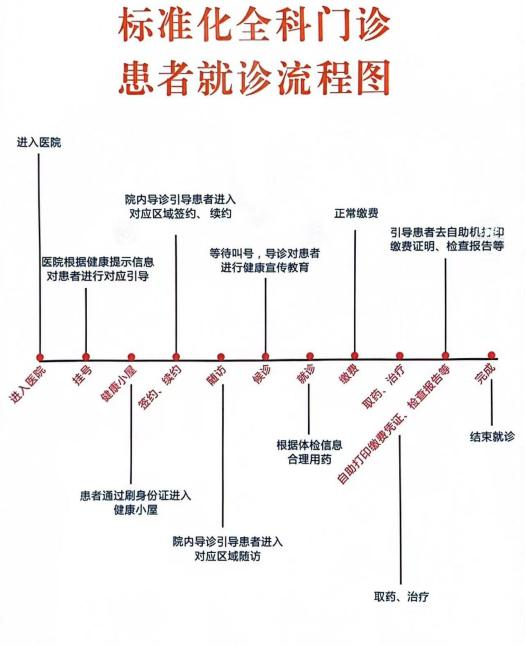 标准化全科门诊
患者就诊流程图
进入医院
院内导诊引导患者进入
对应区域签约、续约
正常缴费
引导患者去自助机打印
缴费证明、检查报告等
等待叫号，导诊对患者
进行健康宣传教育
医院根据健康提示信息
对患者进行对应引导
进入医院
挂号
健康小屋
签约、续约
随访
候诊
就诊
缴费
取药、治疗
自助打印缴费凭证、检查报告等
完成
结束就诊
根据体检信息
合理用药
患者通过刷身份证进入
健康小屋
院内导诊引导患者进入
对应区域随访
取药、治疗